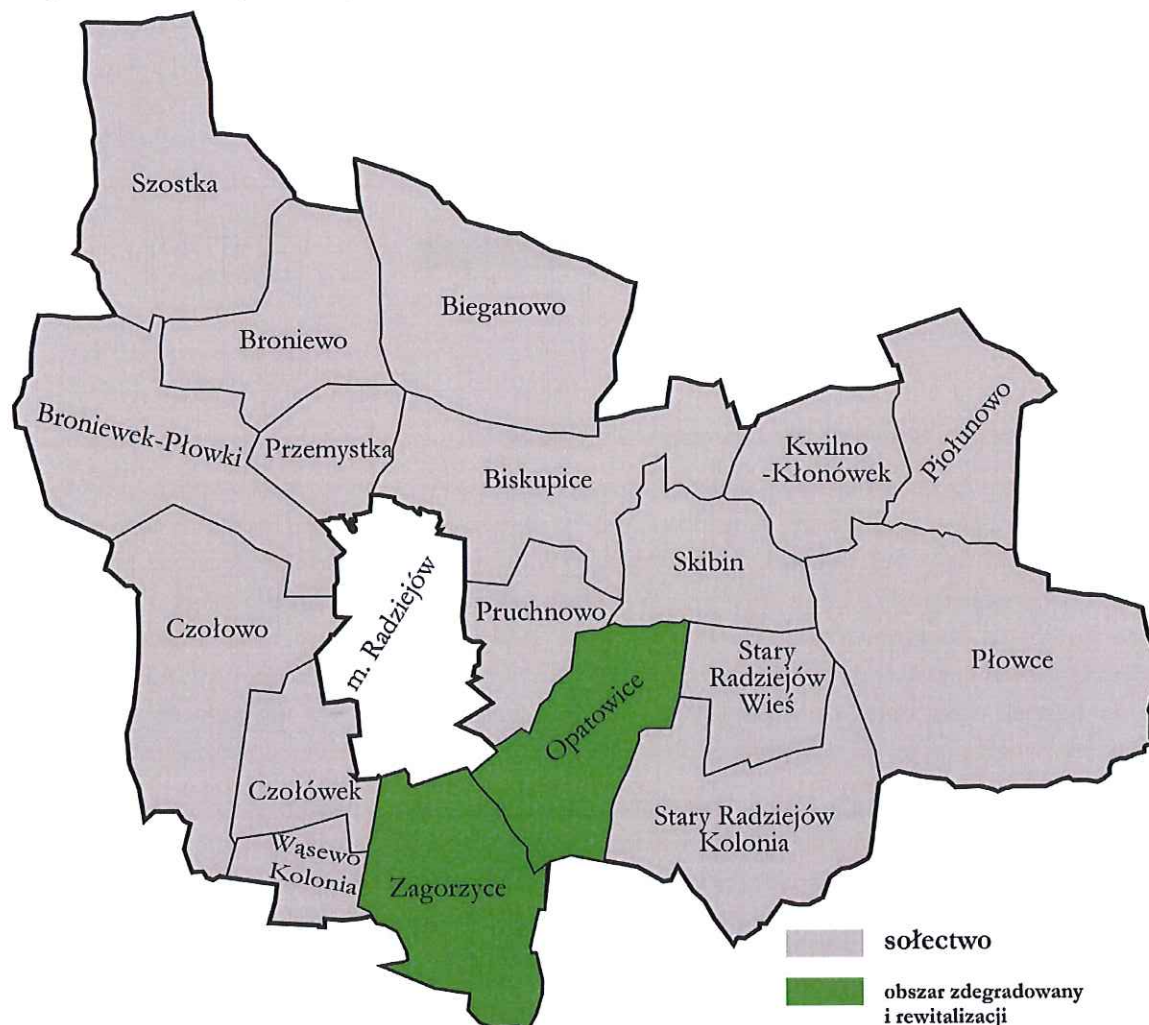 Szostka
Bieganowo
Broniewo
Broniewek-Płowki
Przemystka
Biskupice
Kwilno
-Kłonówek
Piołunowo
Skibin
m. Radziejów
Pruchnowo
Czołowo
Stary
Radziejów
Wieś
Płowce
Opatowice
Czołówek
Stary Radziejów
Kolonia
Wąsewo
Kolonia
Zagorzyce
sołectwo
obszar zdegradowany
i rewitalizacji